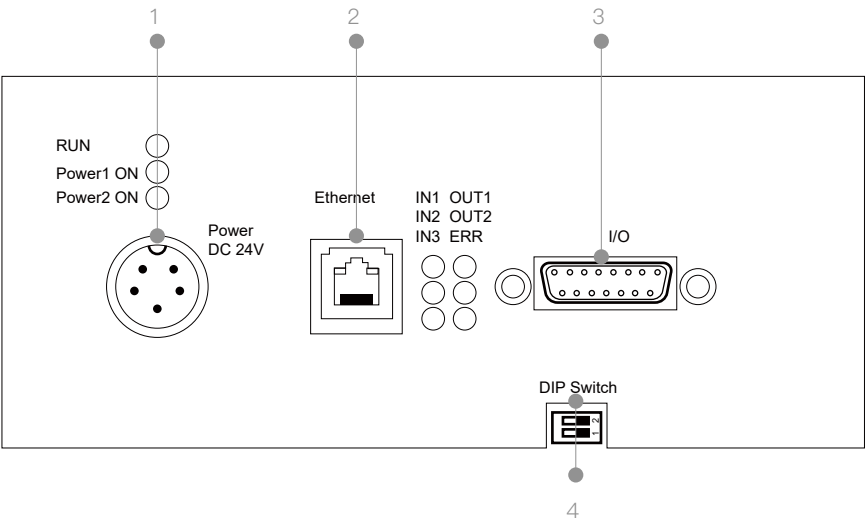 1 2 3
RUN
Power1 ON
Power2 ON
Power
DC 24V
Ethernet
IN1 OUT1
IN2 OUT2
IN3 ERR
I/O
DIP Switch
2
1
4